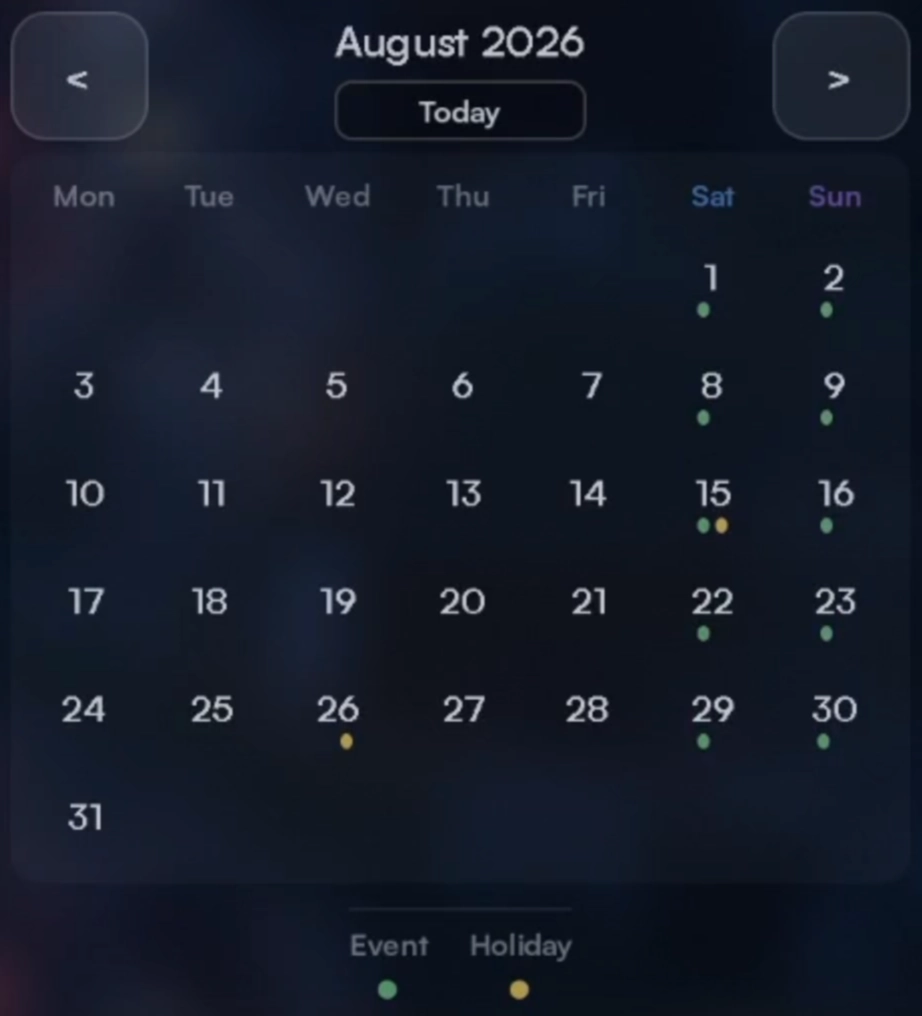 August 2026
< >
Today
Mon Tue Wed Thu Fri Sat Sun
1 2
3 4 5 6 7 8 9
10 11 12 13 14 15 16
17 18 19 20 21 22 23
24 25 26 27 28 29 30
31
Event Holiday